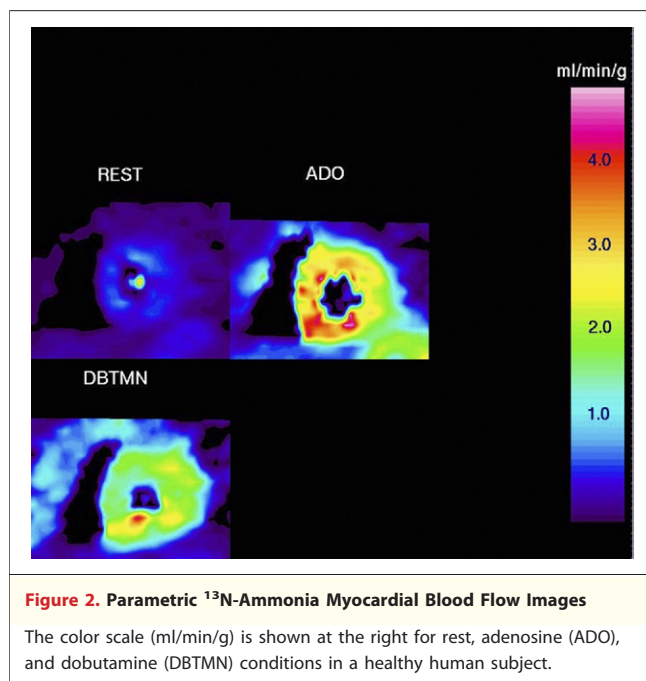 ml/min/g
4.0
REST
ADO
3.0
2.0
DBTMN
1.0
Figure 2. Parametric ¹³N-Ammonia Myocardial Blood Flow Images
The color scale (ml/min/g) is shown at the right for rest, adenosine (ADO),
and dobutamine (DBTMN) conditions in a healthy human subject.